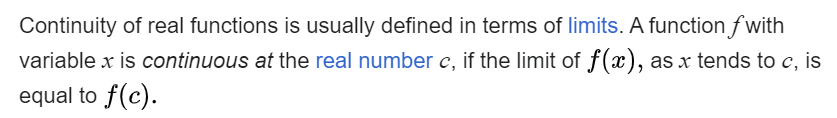 Continuity of real functions is usually defined in terms of limits. A function f with
variable x is continuous at the real number c, if the limit of f(x), as x tends to c, is
equal to f(c).